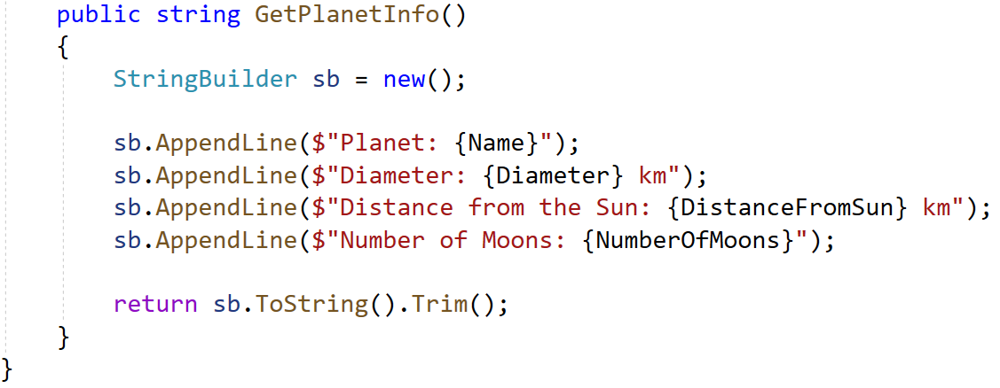 public string GetPlanetInfo()
{
StringBuilder sb = new();
sb.AppendLine($"Planet: {Name}");
sb.AppendLine($"Diameter: {Diameter} km");
sb.AppendLine($"Distance from the Sun: {DistanceFromSun} km");
sb.AppendLine($"Number of Moons: {NumberOfMoons}");
return sb.ToString().Trim();
}
}